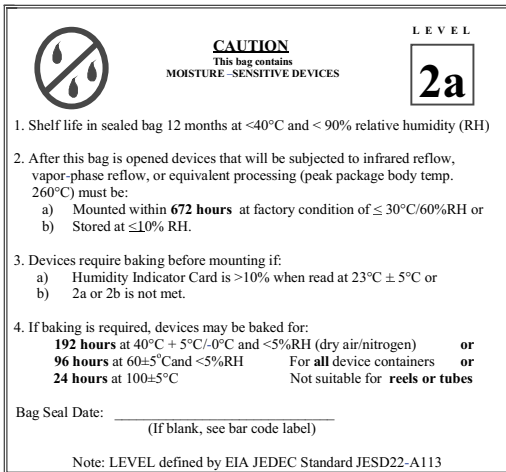 LEVEL
CAUTION
This bag contains
MOISTURE –SENSITIVE DEVICES
2a
1. Shelf life in sealed bag 12 months at <40°C and < 90% relative humidity (RH)
2. After this bag is opened devices that will be subjected to infrared reflow,
vapor-phase reflow, or equivalent processing (peak package body temp.
260°C) must be:
a) Mounted within 672 hours at factory condition of ≤ 30°C/60%RH or
b) Stored at ≤10% RH.
3. Devices require baking before mounting if:
a) Humidity Indicator Card is >10% when read at 23°C ± 5°C or
b) 2a or 2b is not met.
4. If baking is required, devices may be baked for:
192 hours at 40°C + 5°C/-0°C and <5%RH (dry air/nitrogen) or
96 hours at 60±5°Cand <5%RH For all device containers or
24 hours at 100±5°C Not suitable for reels or tubes
Bag Seal Date: ______________________________
(If blank, see bar code label)
Note: LEVEL defined by EIA JEDEC Standard JESD22-A113